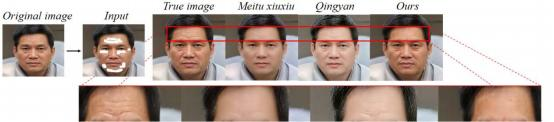 Original image
Input
True image
Meitu xiuxiu
Qingyan
Ours